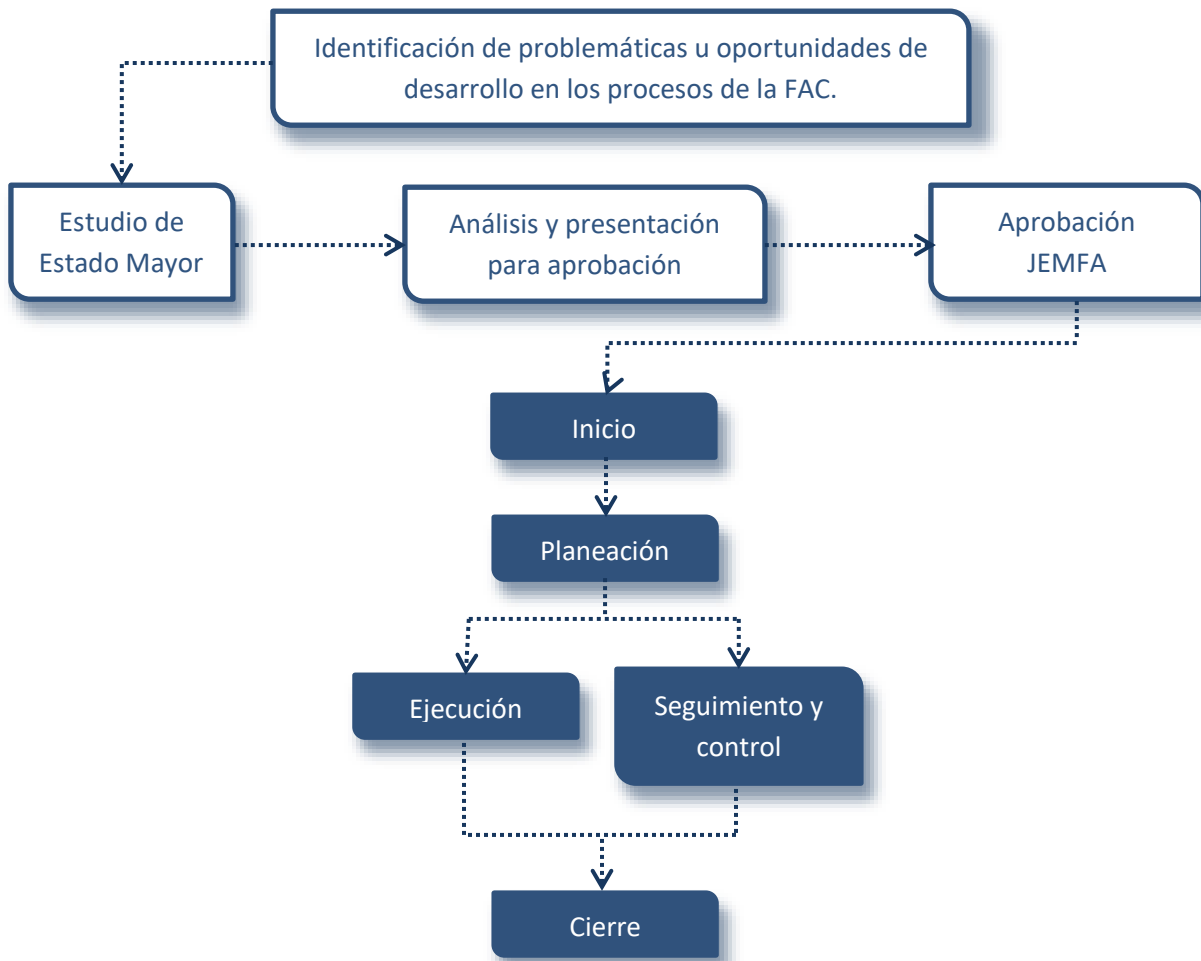 Identificación de problemáticas u oportunidades de
desarrollo en los procesos de la FAC.
Estudio de
Estado Mayor
Análisis y presentación
para aprobación
Aprobación
JEMFA
Inicio
Planeación
Ejecución
Seguimiento y
control
Cierre